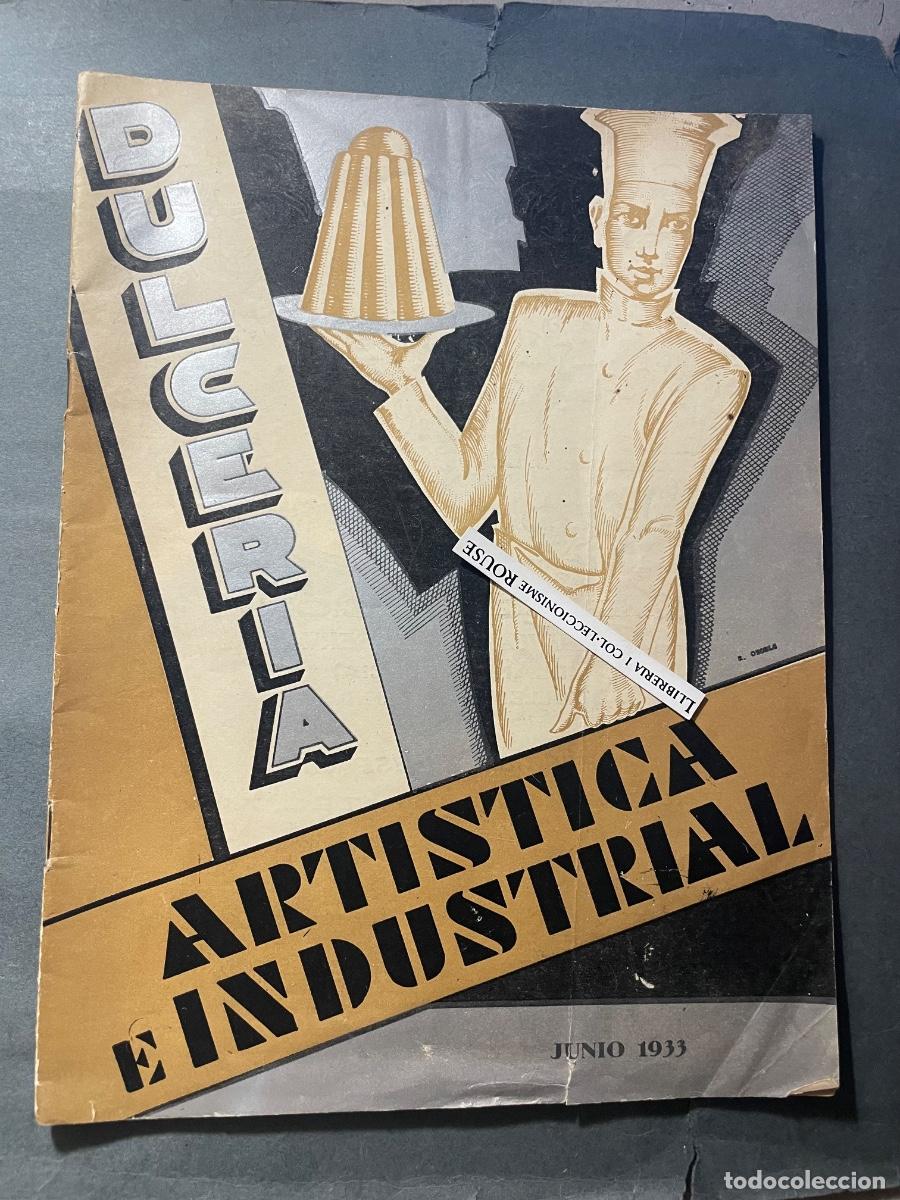 DULCERIA
LLIBRERIA I COL·LECCIONISME ROUSE
ARTISTICA
E INDUSTRIAL
JUNIO 1933
todocoleccion